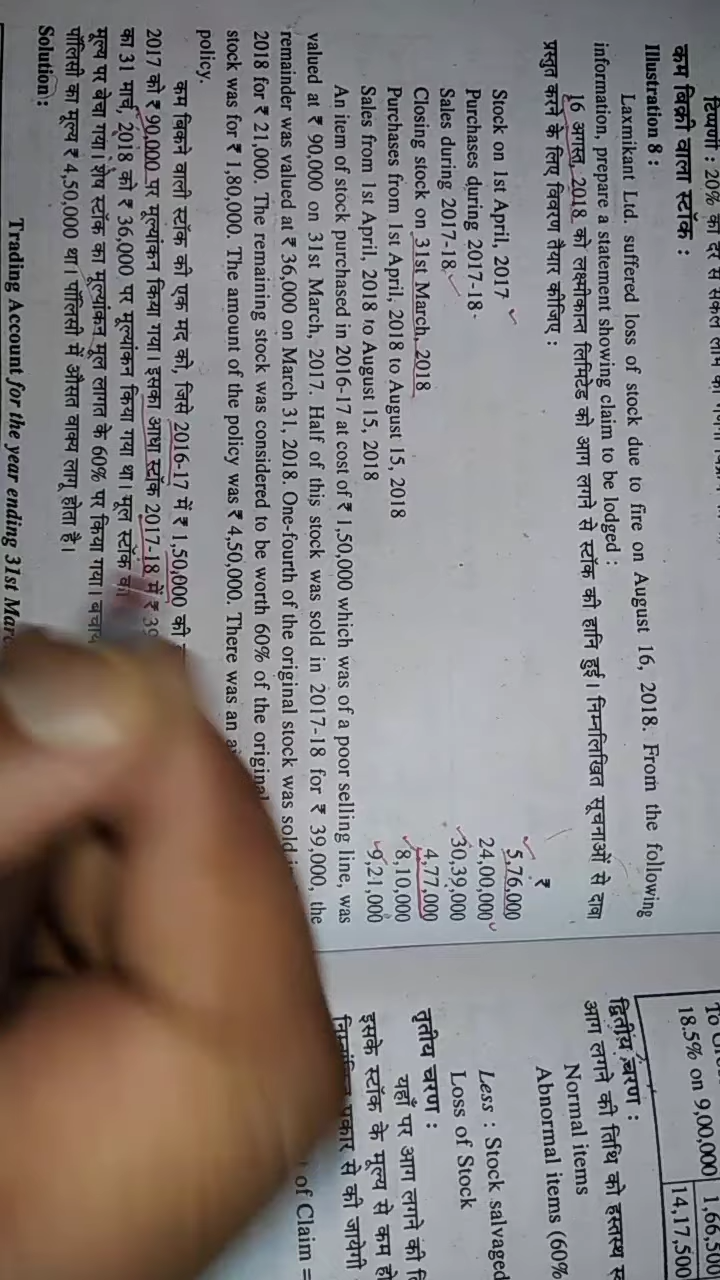 टिप्पणी : 20% की दर से सकल लाभ की
कम बिक्री वाला स्टॉक :
Illustration 8 :
Laxmikant Ltd. suffered loss of stock due to fire on August 16, 2018. From the following
information, prepare a statement showing claim to be lodged :
16 अगस्त, 2018 को लक्ष्मीकान्त लिमिटेड को आग लगने से स्टॉक की हानि हुई। निम्नलिखित सूचनाओं से दावा
प्रस्तुत करने के लिए विवरण तैयार कीजिए :
₹
Stock on 1st April, 2017 5,76,000
Purchases during 2017-18 24,00,000
Sales during 2017-18 30,39,000
Closing stock on 31st March, 2018 4,77,000
Purchases from 1st April, 2018 to August 15, 2018 8,10,000
Sales from 1st April, 2018 to August 15, 2018 9,21,000
An item of stock purchased in 2016-17 at cost of ₹ 1,50,000 which was of a poor selling line, was
valued at ₹ 90,000 on 31st March, 2017. Half of this stock was sold in 2017-18 for ₹ 39,000, the
remainder was valued at ₹ 36,000 on March 31, 2018. One-fourth of the original stock was sold
2018 for ₹ 21,000. The remaining stock was considered to be worth 60% of the original
stock was for ₹ 1,80,000. The amount of the policy was ₹ 4,50,000. There was an
policy.
कम बिकने वाली स्टॉक की एक मद को, जिसे 2016-17 में ₹ 1,50,000 की
2017 को ₹ 90,000 पर मूल्यांकन किया गया। इसका आधा स्टॉक 2017-18 में ₹ 39
का 31 मार्च, 2018 को ₹ 36,000 पर मूल्यांकन किया गया था। मूल स्टॉक का
मूल्य पर बेचा गया। शेष स्टॉक का मूल्यांकन मूल लागत के 60% पर किया गया। बचाये
पॉलिसी का मूल्य ₹ 4,50,000 था। पॉलिसी में औसत वाक्य लागू होता है।
Solution :
Trading Account for the year ending 31st Mar
To
18.5% on 9,00,000 1,66,500
14,17,500
द्वितीय चरण :
आग लगने की तिथि को हस्तस्थ
Normal items
Abnormal items (60%
Less : Stock salvaged
Loss of Stock
तृतीय चरण :
यहाँ पर आग लगने की
इसके स्टॉक के मूल्य से कम हो
प्रकार से की जायेगी
of Claim =